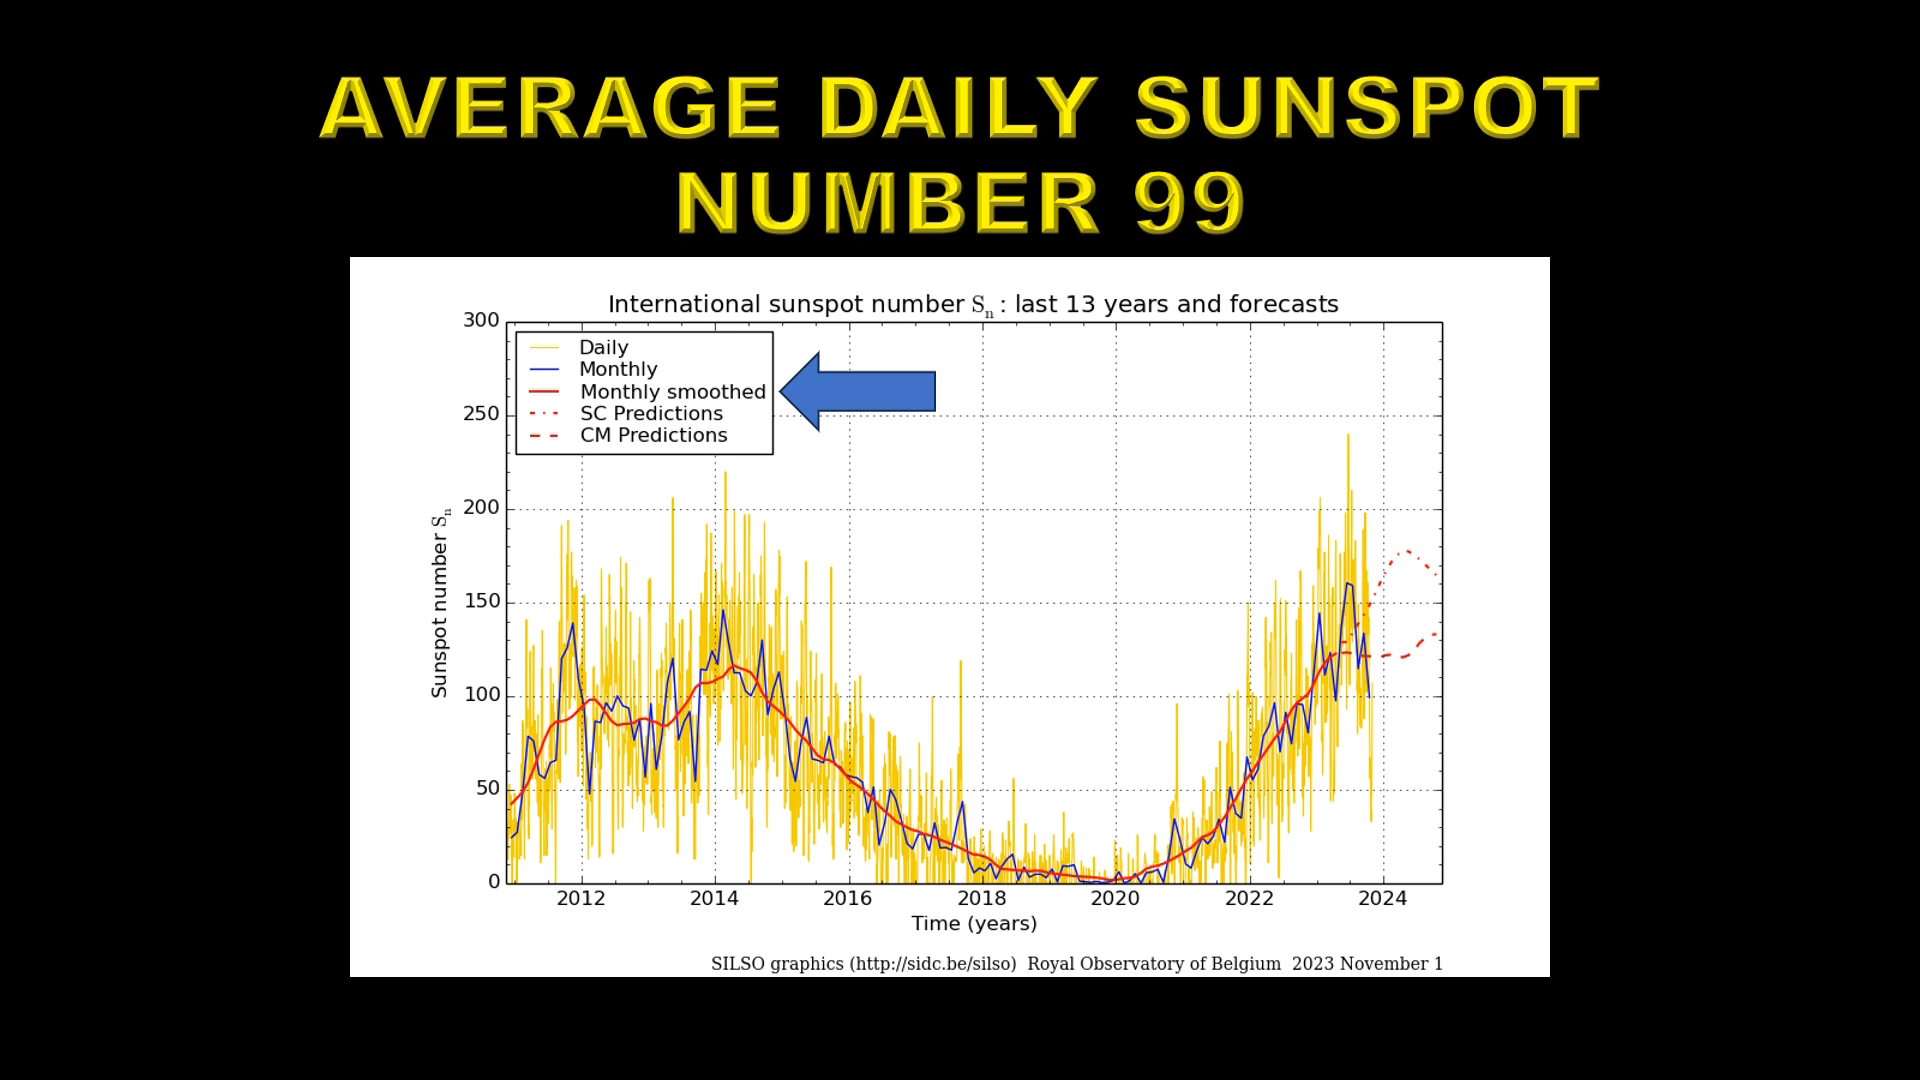 AVERAGE DAILY SUNSPOT
NUMBER 99
International sunspot number Sn : last 13 years and forecasts
300
250
200
150
100
50
0
Sunspot number Sn
Daily
Monthly
Monthly smoothed
SC Predictions
CM Predictions
2012 2014 2016 2018 2020 2022 2024
Time (years)
SILSO graphics (http://sidc.be/silso) Royal Observatory of Belgium 2023 November 1